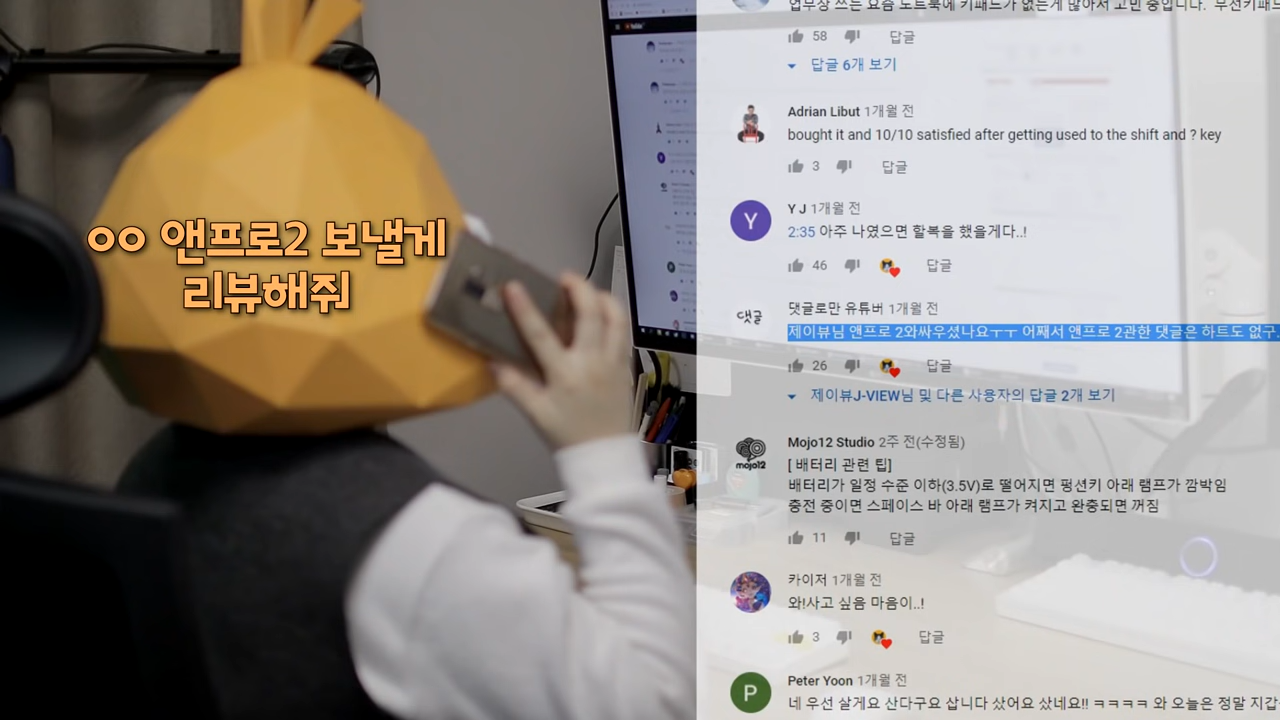 ㅇㅇ 앤프로2 보낼게
리뷰해줘
업무상 쓰는 요즘 노트북에 키패드가 없는게 많아서 고민 중입니다. 무선키패드
58 답글
답글 6개 보기
Adrian Libut 1개월 전
bought it and 10/10 satisfied after getting used to the shift and ? key
3 답글
Y J 1개월 전
2:35 아주 나였으면 할복을 했을게다..!
46 답글
댓글
댓글로만 유튜버 1개월 전
제이뷰님 앤프로 2와싸우셨나요ㅜㅜ 어째서 앤프로 2관한 댓글은 하트도 없구
26 답글
제이뷰J-VIEW님 및 다른 사용자의 답글 2개 보기
mojo12
Mojo12 Studio 2주 전(수정됨)
[ 배터리 관련 팁]
배터리가 일정 수준 이하(3.5V)로 떨어지면 펑션키 아래 램프가 깜박임
충전 중이면 스페이스 바 아래 램프가 켜지고 완충되면 꺼짐
11 답글
카이저 1개월 전
와!사고 싶음 마음이..!
3 답글
P
Peter Yoon 1개월 전
네 우선 살게요 산다구요 삽니다 샀어요 샀네요!! ㅋㅋㅋㅋ 와 오늘은 정말 지갑